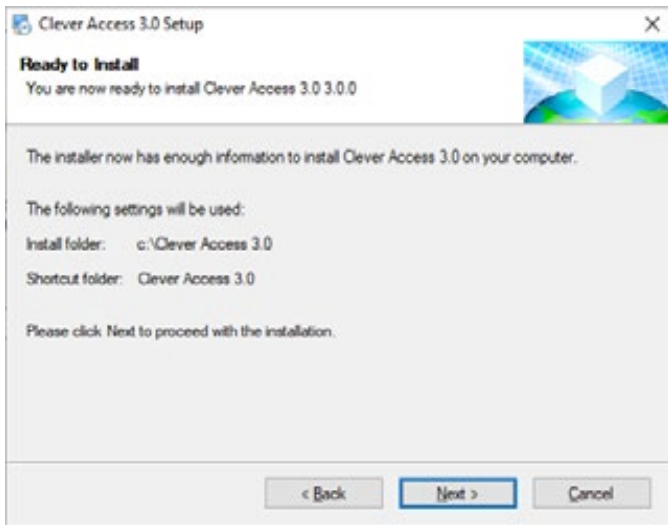 Clever Access 3.0 Setup
Ready to Install
You are now ready to install Clever Access 3.0 3.0.0
The installer now has enough information to install Clever Access 3.0 on your computer.
The following settings will be used:
Install folder: c:\Clever Access 3.0
Shortcut folder: Clever Access 3.0
Please click Next to proceed with the installation.
< Back Next > Cancel